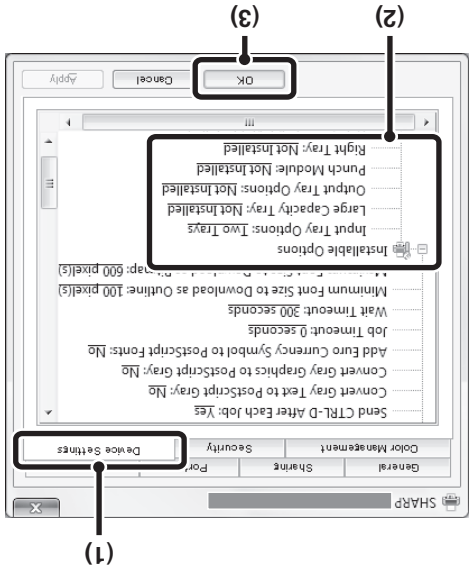 (1)
SHARP
X
General Sharing Ports
Color Management Security Device Settings
Send CTRL-D After Each Job: Yes
Convert Gray Text to PostScript Gray: No
Convert Gray Graphics to PostScript Gray: No
Add Euro Currency Symbol to PostScript Fonts: No
Job Timeout: 0 seconds
Wait Timeout: 300 seconds
Minimum Font Size to Download as Outline: 100 pixel(s)
Minimum Font Size to Download as Bitmap: 600 pixel(s)
Installable Options
Input Tray Options: Two Trays
Large Capacity Tray: Not Installed
Output Tray Options: Not Installed
Punch Module: Not Installed
Right Tray: Not Installed
OK Cancel Apply
(2)
(3)